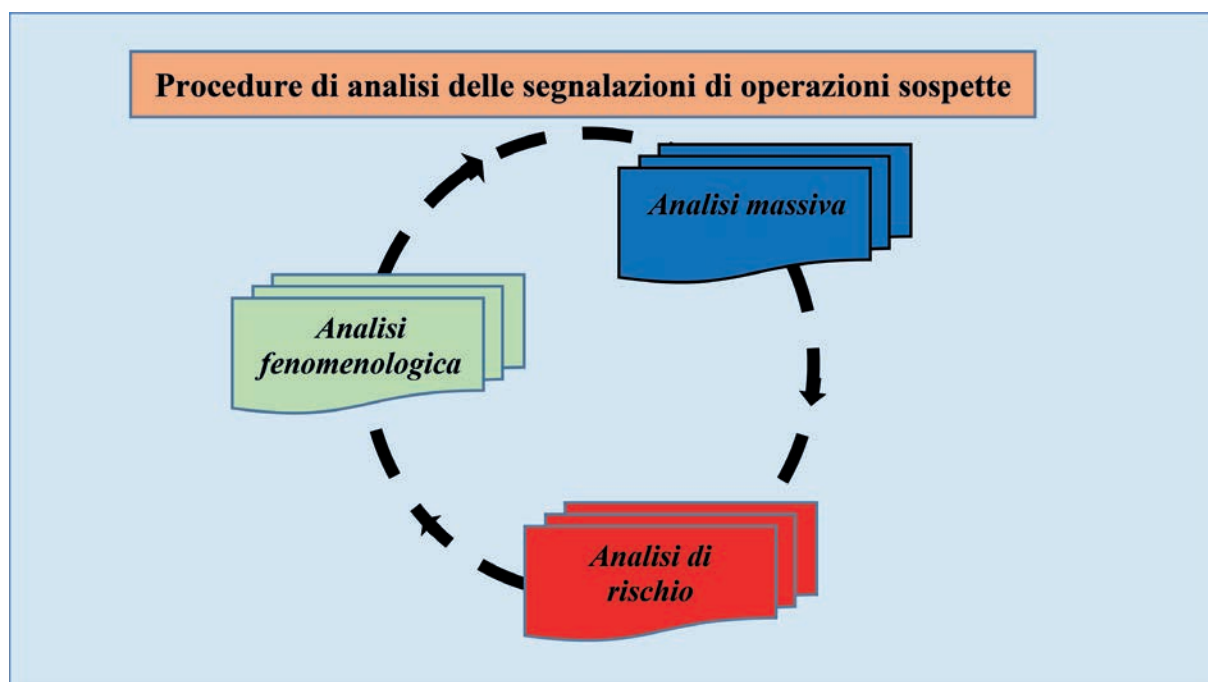 Procedure di analisi delle segnalazioni di operazioni sospette
Analisi massiva
Analisi
fenomenologica
Analisi di
rischio